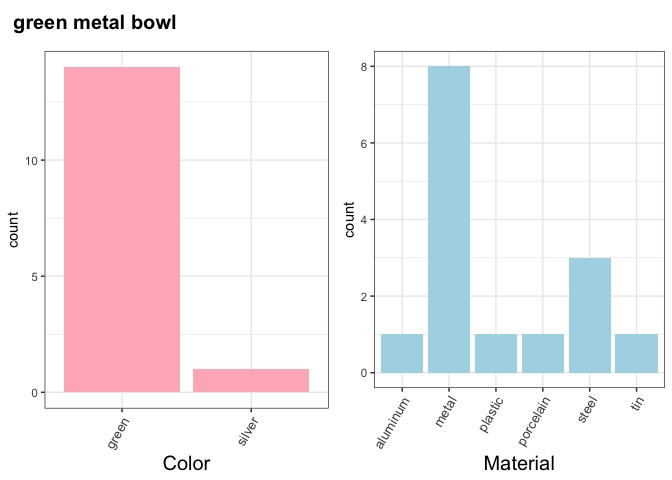 green metal bowl
count
10
5
0
green
silver
Color
count
8
6
4
2
0
aluminum
metal
plastic
porcelain
steel
tin
Material